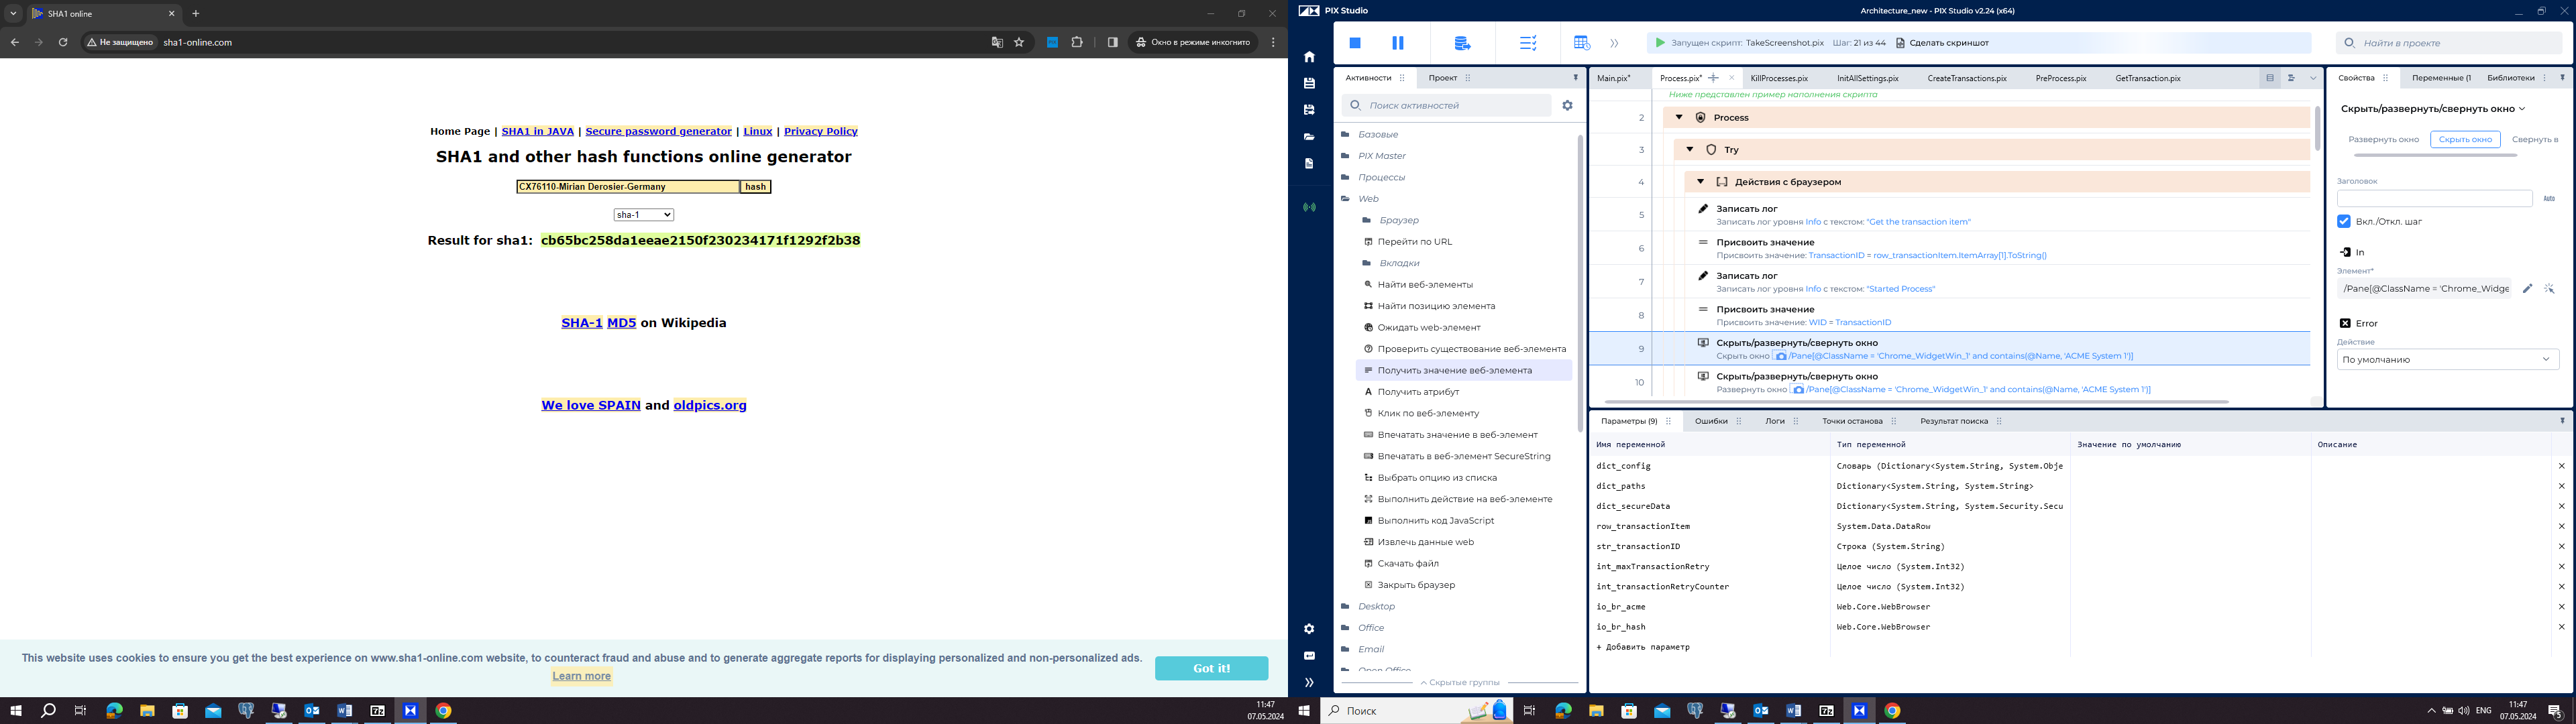 SHA1 online
Не защищено
sha1-online.com
Окно в режиме инкогнито
Home Page | SHA1 in JAVA | Secure password generator | Linux | Privacy Policy
SHA1 and other hash functions online generator
CX76110-Mirian Derosier-Germany
hash
sha-1
Result for sha1: cb65bc258da1eeae2150f230234171f1292f2b38
SHA-1 MD5 on Wikipedia
We love SPAIN and oldpics.org
This website uses cookies to ensure you get the best experience on www.sha1-online.com website, to counteract fraud and abuse and to generate aggregate reports for displaying personalized and non-personalized ads.
Learn more
Got it!
11:47
07.05.2024
PIX Studio
Architecture_new - PIX Studio v2.24 (x64)
Запущен скрипт: TakeScreenshot.pix
Шаг: 21 из 44
Сделать скриншот
Найти в проекте
Активности
Проект
Поиск активностей
Базовые
PIX Master
Процессы
Web
Браузер
Перейти по URL
Вкладки
Найти веб-элементы
Найти позицию элемента
Ожидать web-элемент
Проверить существование веб-элемента
Получить значение веб-элемента
Получить атрибут
Клик по веб-элементу
Впечатать значение в веб-элемент
Впечатать в веб-элемент SecureString
Выбрать опцию из списка
Выполнить действие на веб-элементе
Выполнить код JavaScript
Извлечь данные web
Скачать файл
Закрыть браузер
Desktop
Office
Email
Open Office
Скрытые группы
Main.pix*
Process.pix*
KillProcesses.pix
InitAllSettings.pix
CreateTransactions.pix
PreProcess.pix
GetTransaction.pix
Ниже представлен пример наполнения скрипта
2
Process
3
Try
4
Действия с браузером
5
Записать лог
Записать лог уровня Info с текстом: "Get the transaction item"
6
Присвоить значение
Присвоить значение: TransactionID = row_transactionItem.ItemArray[1].ToString()
7
Записать лог
Записать лог уровня Info с текстом: "Started Process"
8
Присвоить значение
Присвоить значение: WID = TransactionID
9
Скрыть/развернуть/свернуть окно
Скрыть окно /Pane[@ClassName = 'Chrome_WidgetWin_1' and contains(@Name, 'ACME System 1')]
10
Скрыть/развернуть/свернуть окно
Развернуть окно /Pane[@ClassName = 'Chrome_WidgetWin_1' and contains(@Name, 'ACME System 1')]
Свойства
Переменные (1
Библиотеки
Скрыть/развернуть/свернуть окно
Развернуть окно
Скрыть окно
Свернуть в
Заголовок
Auto
Вкл./Откл. шаг
In
Элемент*
/Pane[@ClassName = 'Chrome_Widge
Error
Действие
По умолчанию
Параметры (9)
Ошибки
Логи
Точки останова
Результат поиска
Имя переменной
Тип переменной
Значение по умолчанию
Описание
dict_config
Словарь (Dictionary<System.String, System.Obje
dict_paths
Dictionary<System.String, System.String>
dict_secureData
Dictionary<System.String, System.Security.Secu
row_transactionItem
System.Data.DataRow
str_transactionID
Строка (System.String)
int_maxTransactionRetry
Целое число (System.Int32)
int_transactionRetryCounter
Целое число (System.Int32)
io_br_acme
Web.Core.WebBrowser
io_br_hash
Web.Core.WebBrowser
+ Добавить параметр
Поиск
ENG
11:47
07.05.2024